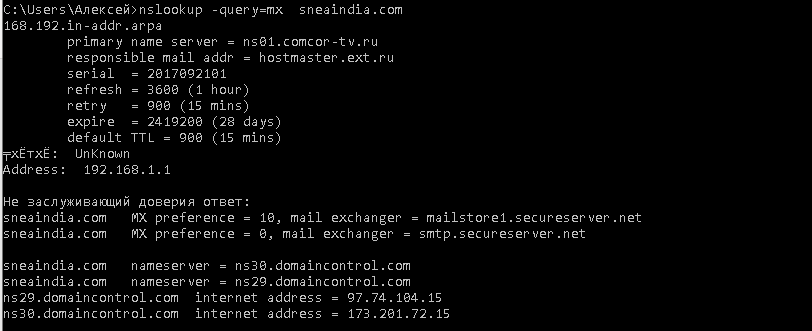 C:\Users\Алексей>nslookup -query=mx  sneaindia.com
168.192.in-addr.arpa
        primary name server = ns01.comcor-tv.ru
        responsible mail addr = hostmaster.ext.ru
        serial  = 2017092101
        refresh = 3600 (1 hour)
        retry   = 900 (15 mins)
        expire  = 2419200 (28 days)
        default TTL = 900 (15 mins)
╤хЁтхЁ:  UnKnown
Address:  192.168.1.1

Не заслуживающий доверия ответ:
sneaindia.com   MX preference = 10, mail exchanger = mailstore1.secureserver.net
sneaindia.com   MX preference = 0, mail exchanger = smtp.secureserver.net

sneaindia.com   nameserver = ns30.domaincontrol.com
sneaindia.com   nameserver = ns29.domaincontrol.com
ns29.domaincontrol.com  internet address = 97.74.104.15
ns30.domaincontrol.com  internet address = 173.201.72.15